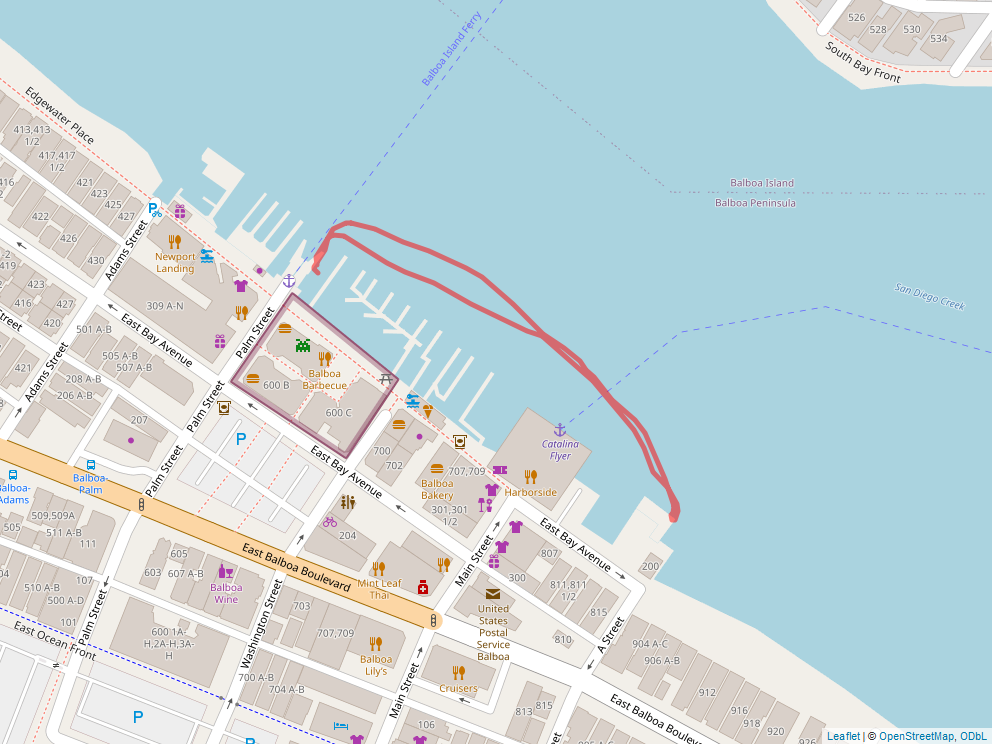 Balboa Island Ferry
526
528
530
534
South Bay Front
Edgewater Place
413,413
1/2
417,417
1/2
416
421
423
425
427
422
426
430
Adams Street
Newport
Landing
Balboa Island
Balboa Peninsula
San Diego Creek
419
416
427
420
421
309 A-N
East Bay Avenue
Palm Street
501 A-B
505 A-B
507 A-B
Adams Street
208 A-B
206 A-B
207
Palm Street
Balboa
Barbecue
600 B
600 C
P
East Bay Avenue
700
702
Balboa
Bakery
707,709
301,301
1/2
Catalina
Flyer
Harborside
East Bay Avenue
Balboa-
Adams
Balboa-
Palm
Palm Street
509,509A
511 A-B
505
111
605
603
607 A-B
Balboa
Wine
East Balboa Boulevard
204
Mint Leaf
Thai
Main Street
300
807
811,811
1/2
815
810
200
United
States
Postal
Service
Balboa
A Street
904 A-C
906 A-B
912
916
918
920
926
104
510 A-B
500 A-D
101
Palm Street
600 1A-
H,2A-H,3A-
H
Washington Street
703
707,709
Balboa
Lily's
Cruisers
East Ocean Front
700 A-B
704 A-B
Main Street
106
813
815
East Balboa Boulev
P
P
Leaflet | © OpenStreetMap, ODbL